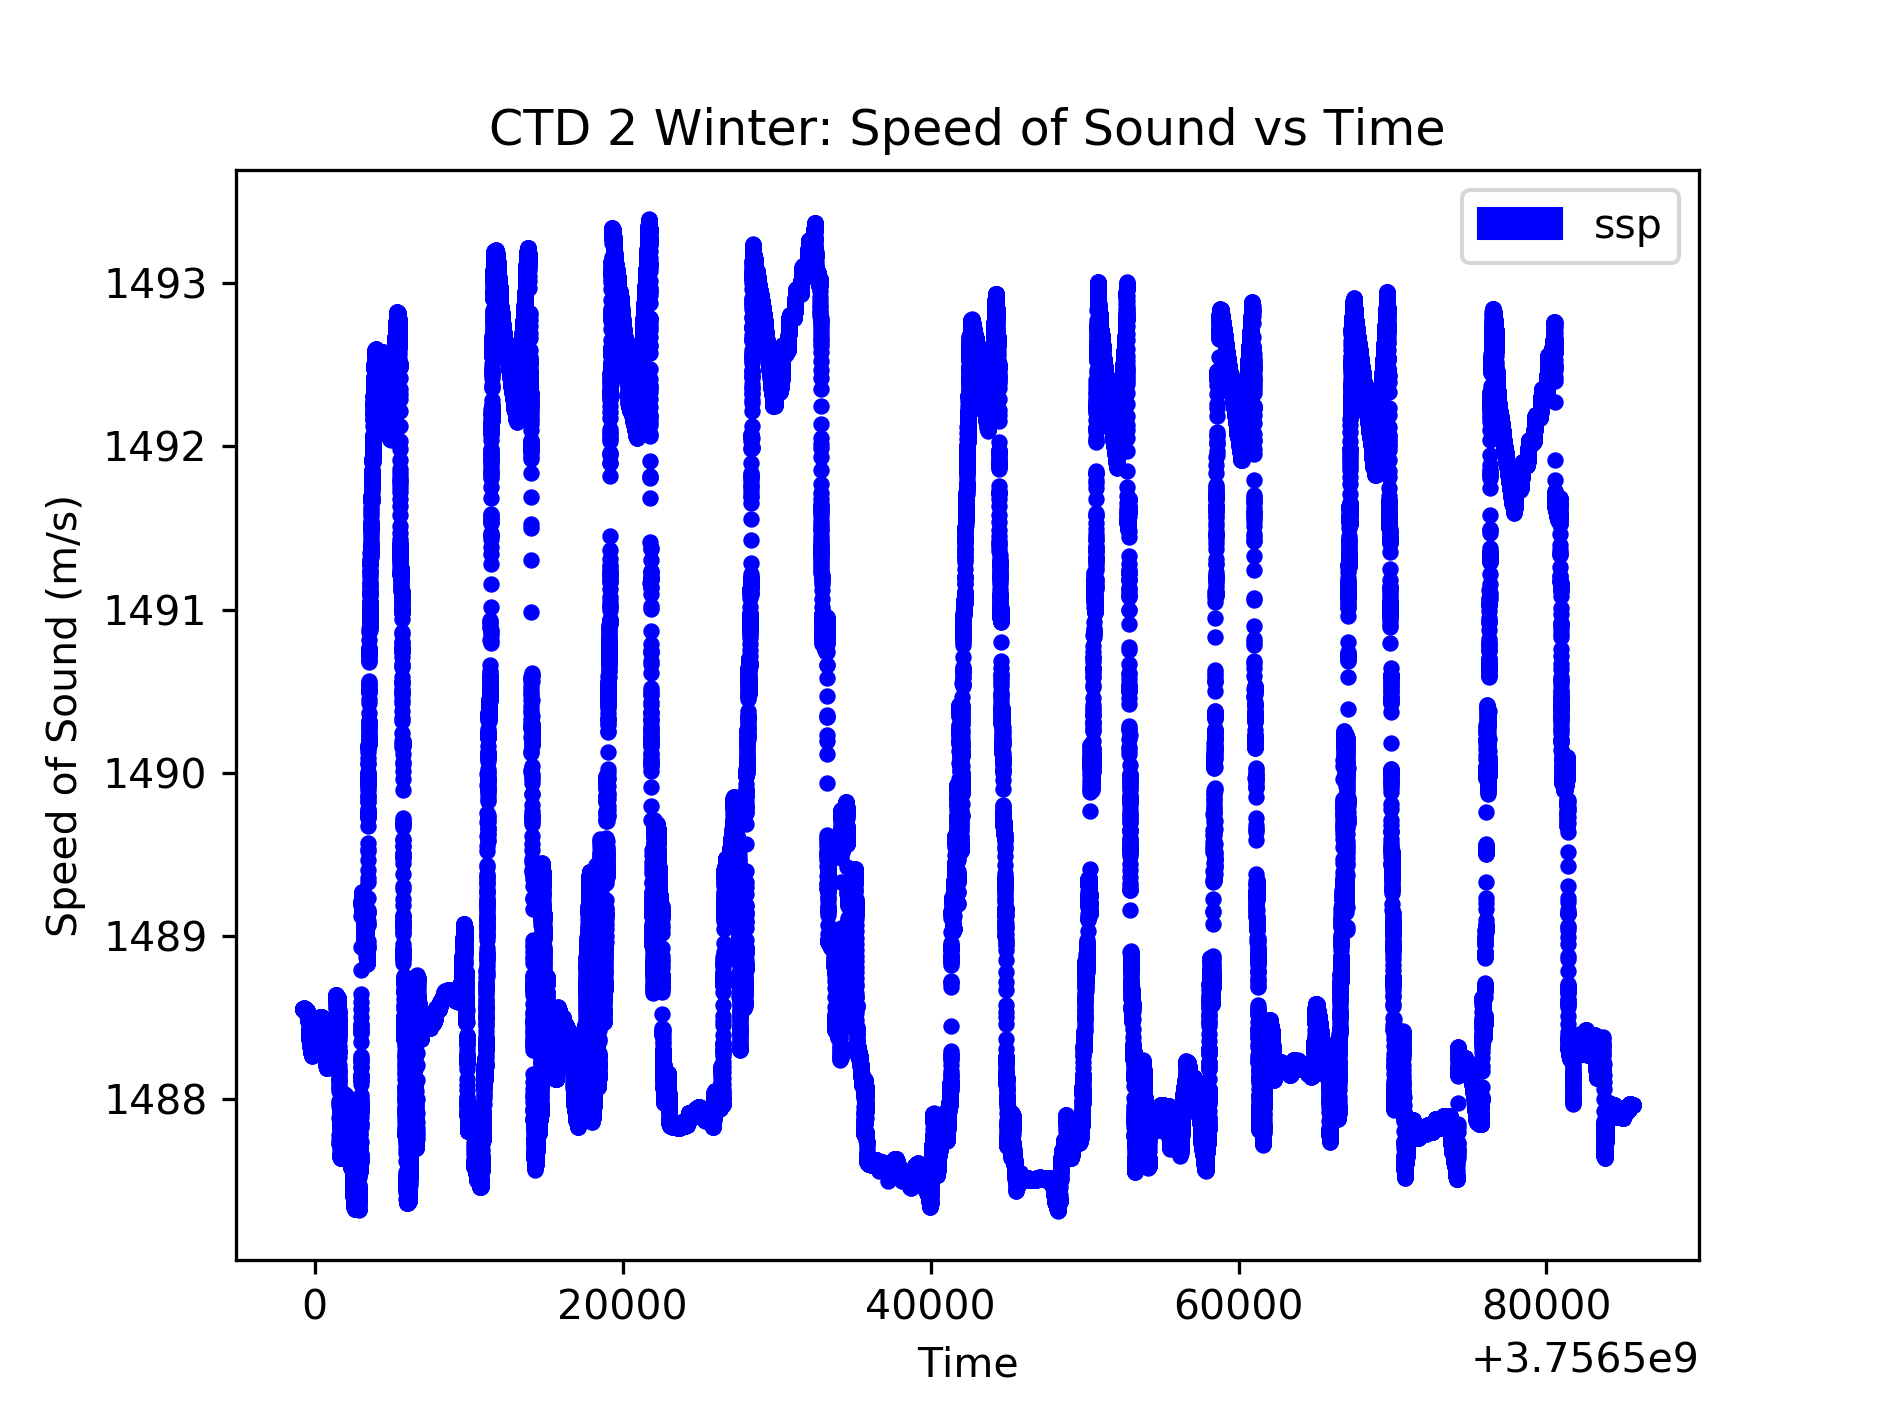 CTD 2 Winter: Speed of Sound vs Time
ssp
1493
1492
1491
1490
1489
1488
Speed of Sound (m/s)
0 20000 40000 60000 80000
Time
+3.7565e9